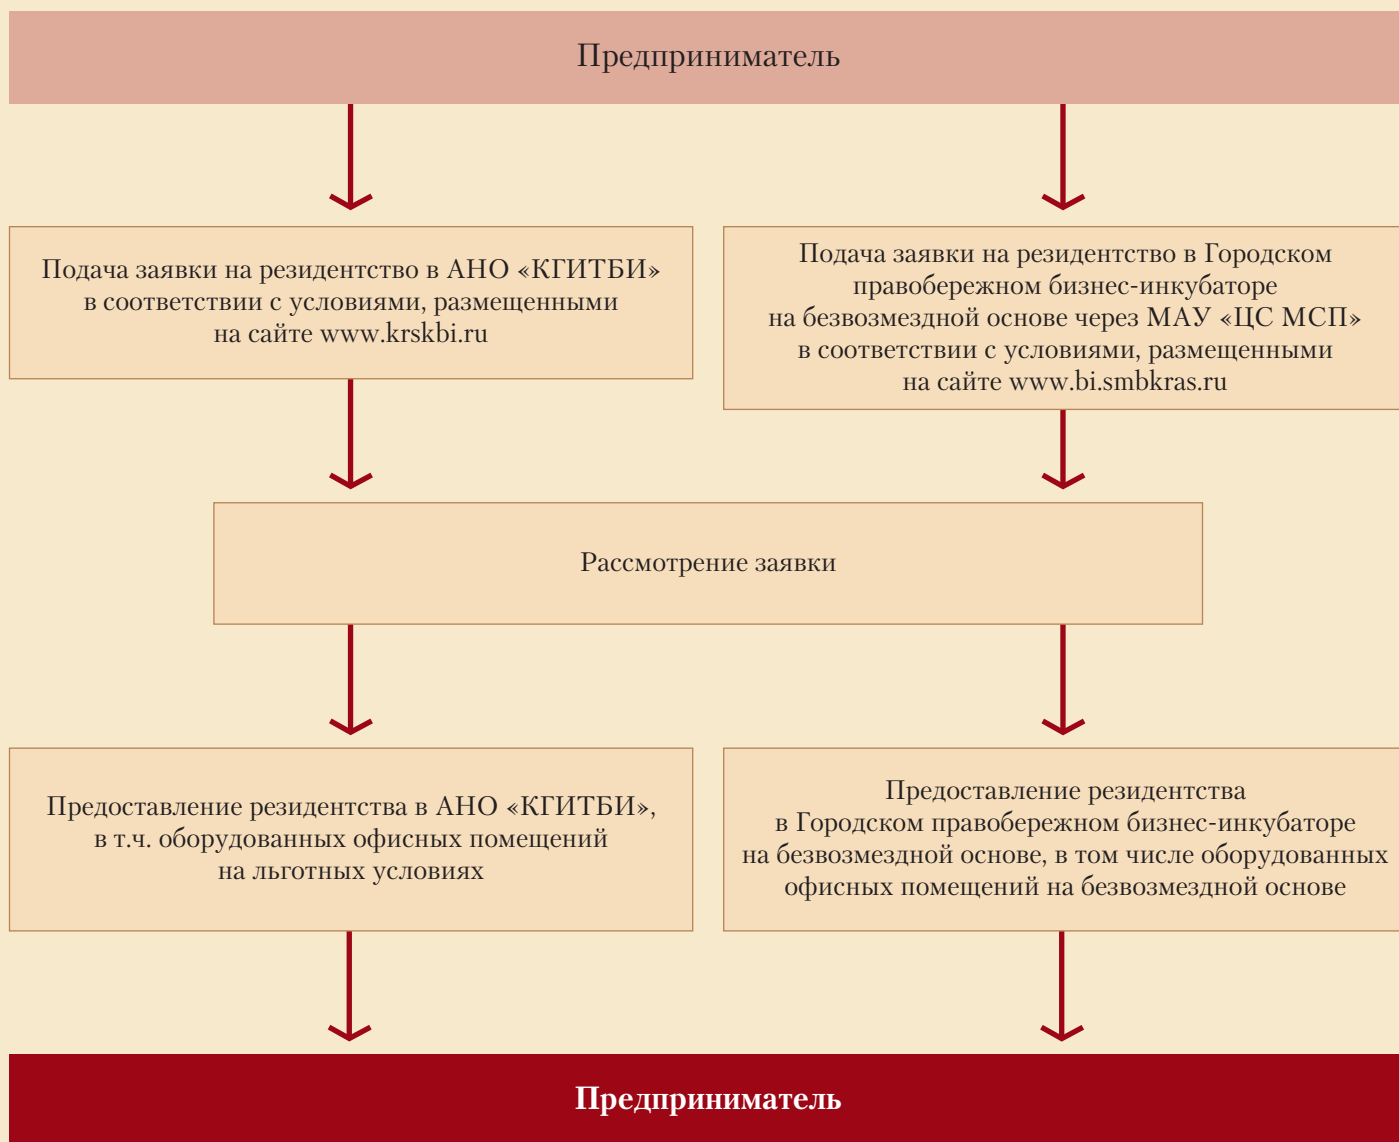 Предприниматель
Подача заявки на резидентство в АНО «КГИТБИ»
в соответствии с условиями, размещенными
на сайте www.krskbi.ru
Подача заявки на резидентство в Городском
правобережном бизнес-инкубаторе
на безвозмездной основе через МАУ «ЦС МСП»
в соответствии с условиями, размещенными
на сайте www.bi.smbkras.ru
Рассмотрение заявки
Предоставление резидентства в АНО «КГИТБИ»,
в т.ч. оборудованных офисных помещений
на льготных условиях
Предоставление резидентства
в Городском правобережном бизнес-инкубаторе
на безвозмездной основе, в том числе оборудованных
офисных помещений на безвозмездной основе
Предприниматель